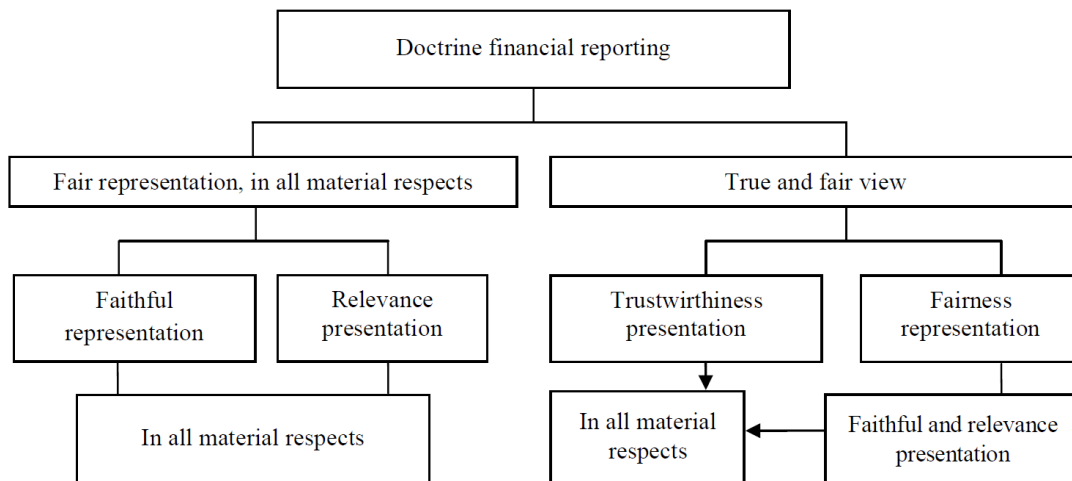 Doctrine financial reporting
Fair representation, in all material respects
True and fair view
Faithful
representation
Relevance
presentation
Trustwirthiness
presentation
Fairness
representation
In all material respects
In all material
respects
Faithful and relevance
presentation